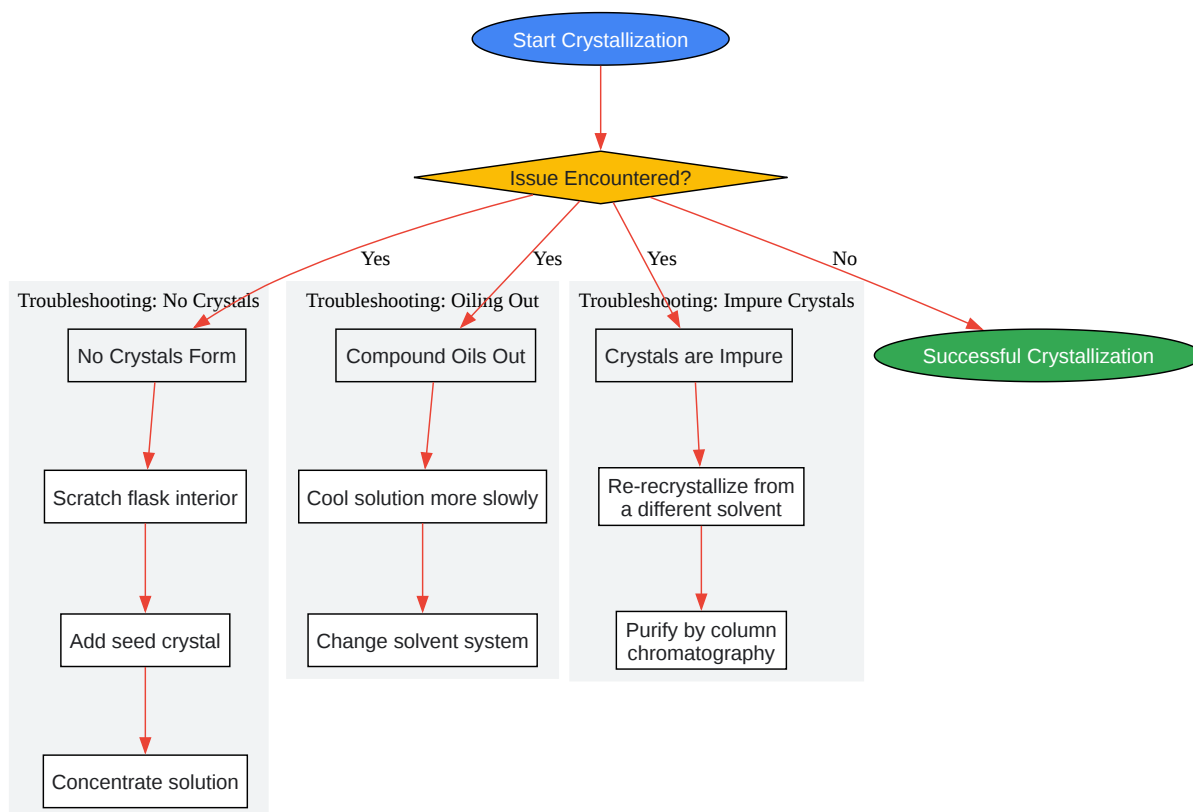 Start Crystallization
Issue Encountered?
Yes
Yes
Yes
No
Troubleshooting: No Crystals
Troubleshooting: Oiling Out
Troubleshooting: Impure Crystals
No Crystals Form
Compound Oils Out
Crystals are Impure
Successful Crystallization
Scratch flask interior
Cool solution more slowly
Re-recrystallize from
a different solvent
Add seed crystal
Change solvent system
Purify by column
chromatography
Concentrate solution